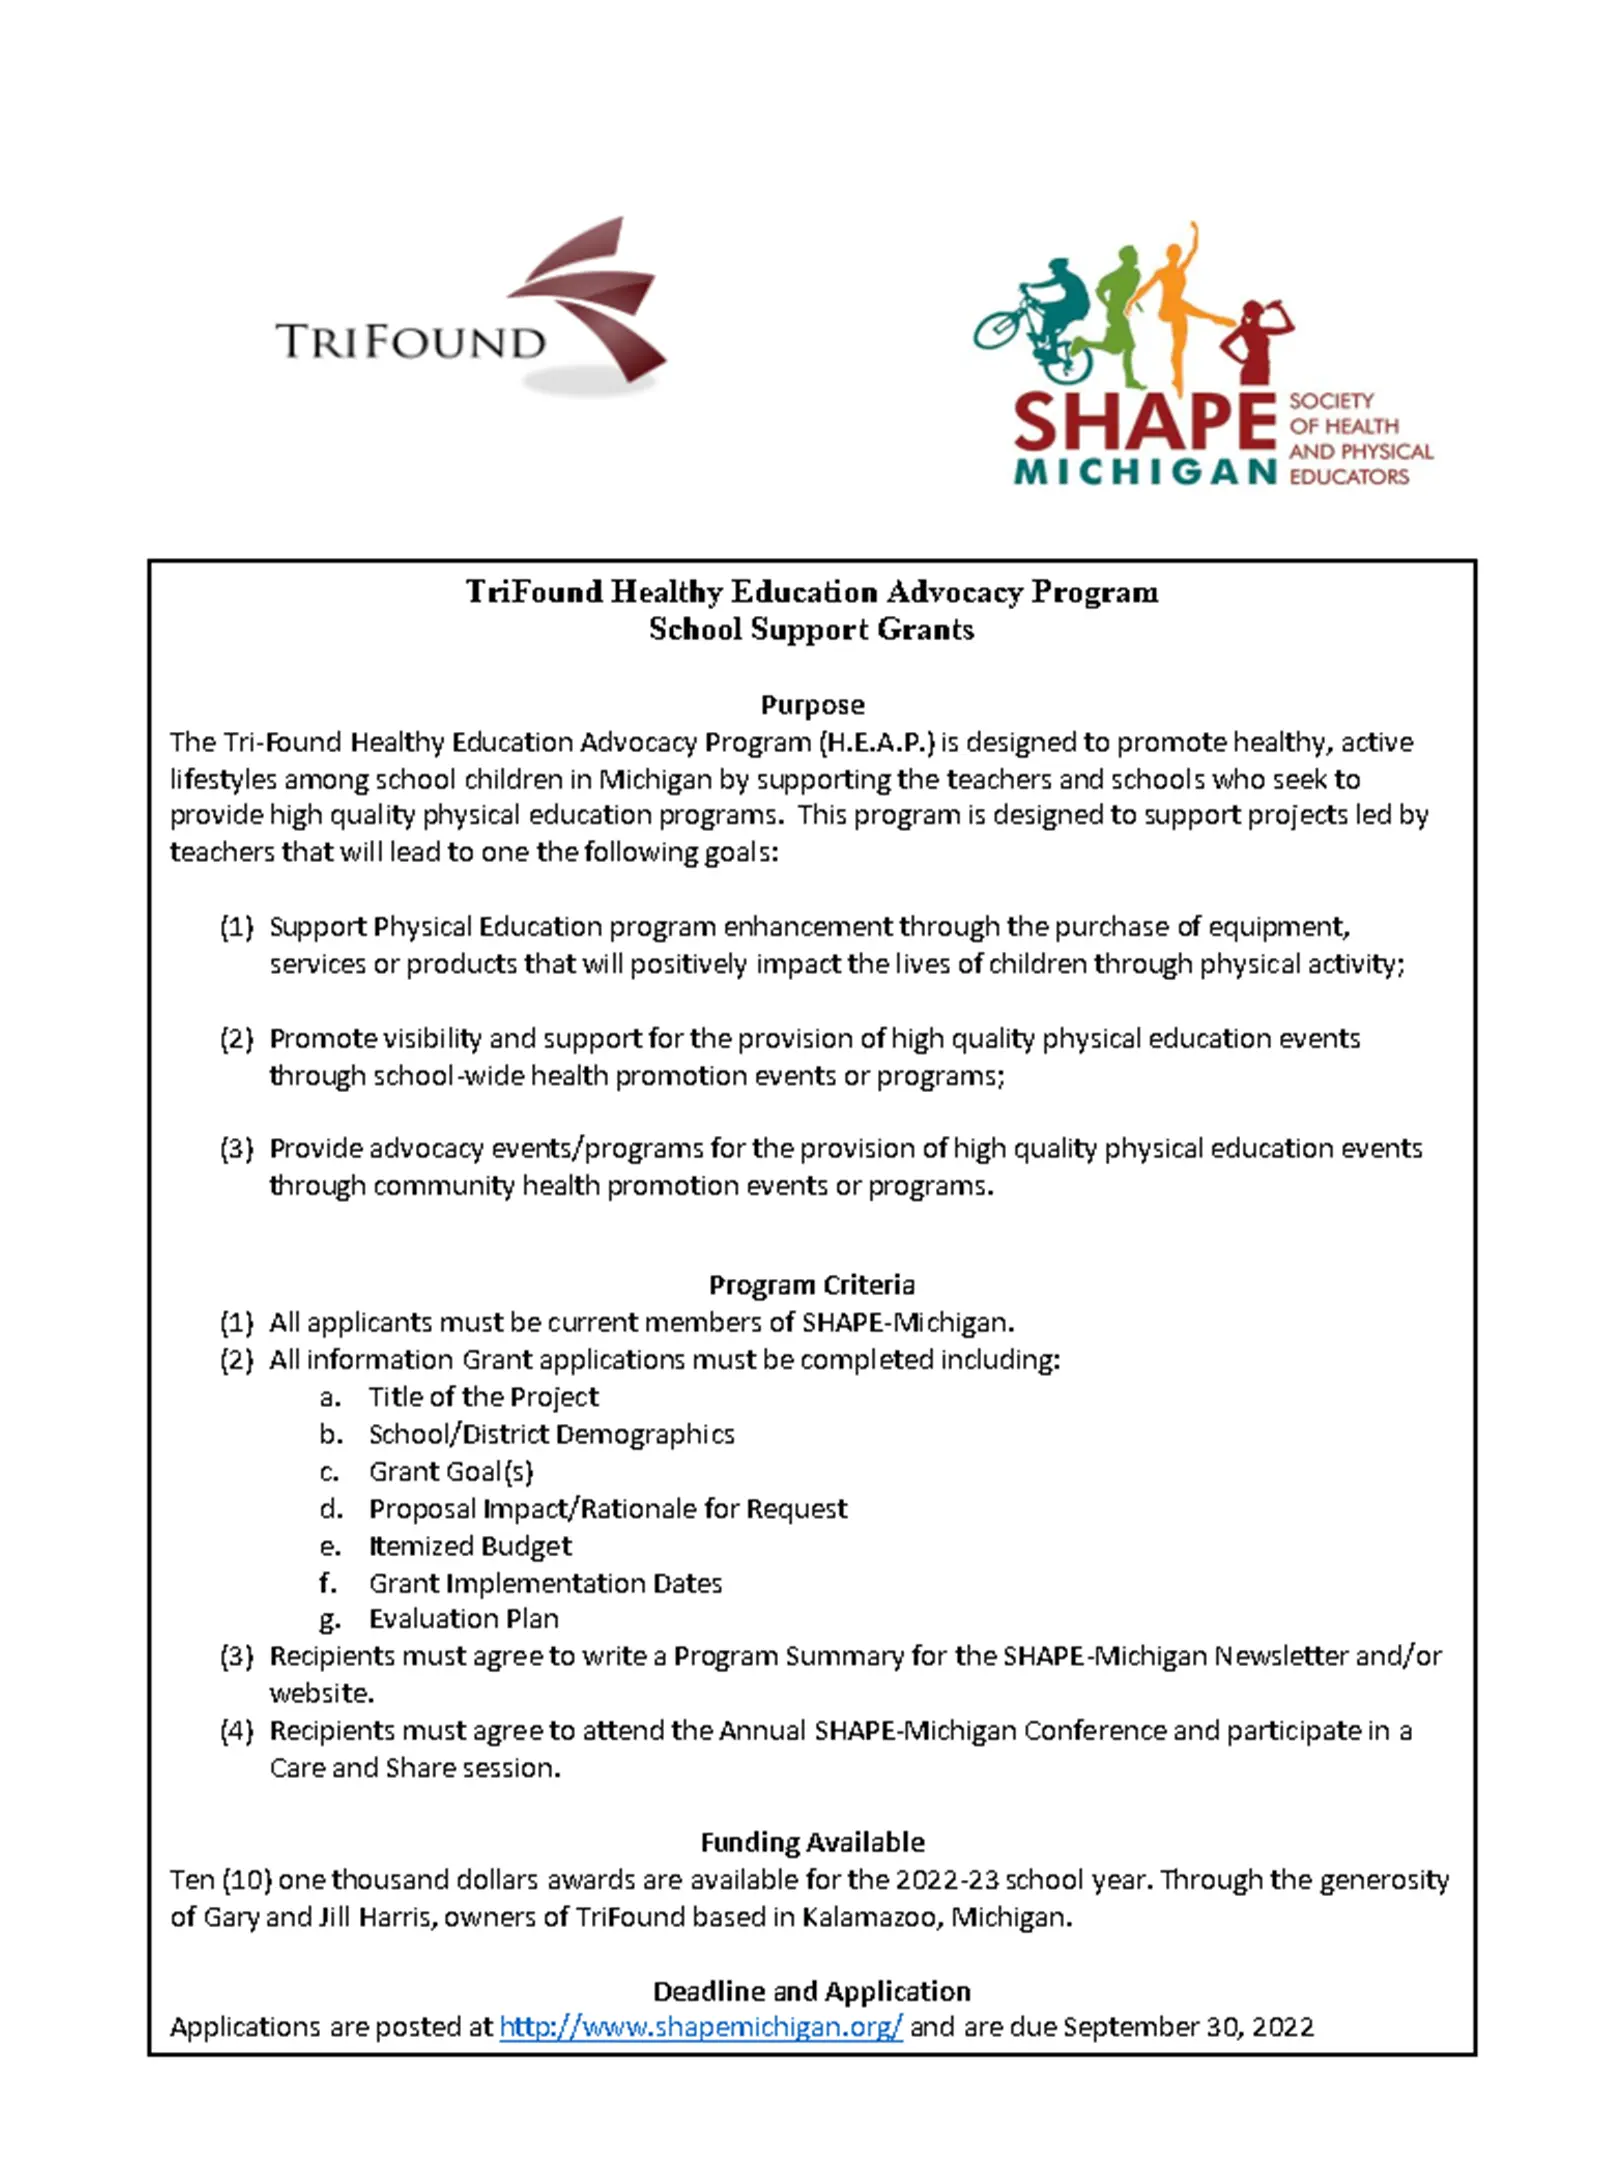 TRIFOUND
SHAPE
MICHIGAN
SOCIETY
OF HEALTH
AND PHYSICAL
EDUCATORS
TriFound Healthy Education Advocacy Program
School Support Grants
Purpose
The Tri-Found Healthy Education Advocacy Program (H.E.A.P.) is designed to promote healthy, active
lifestyles among school children in Michigan by supporting the teachers and schools who seek to
provide high quality physical education programs. This program is designed to support projects led by
teachers that will lead to one the following goals:
(1) Support Physical Education program enhancement through the purchase of equipment,
services or products that will positively impact the lives of children through physical activity;
(2) Promote visibility and support for the provision of high quality physical education events
through school-wide health promotion events or programs;
(3) Provide advocacy events/programs for the provision of high quality physical education events
through community health promotion events or programs.
Program Criteria
(1) All applicants must be current members of SHAPE-Michigan.
(2) All information Grant applications must be completed including:
a. Title of the Project
b. School/District Demographics
c. Grant Goal(s)
d. Proposal Impact/Rationale for Request
e. Itemized Budget
f. Grant Implementation Dates
g. Evaluation Plan
(3) Recipients must agree to write a Program Summary for the SHAPE-Michigan Newsletter and/or
website.
(4) Recipients must agree to attend the Annual SHAPE-Michigan Conference and participate in a
Care and Share session.
Funding Available
Ten (10) one thousand dollars awards are available for the 2022-23 school year. Through the generosity
of Gary and Jill Harris, owners of TriFound based in Kalamazoo, Michigan.
Deadline and Application
Applications are posted at http://www.shapemichigan.org/ and are due September 30, 2022